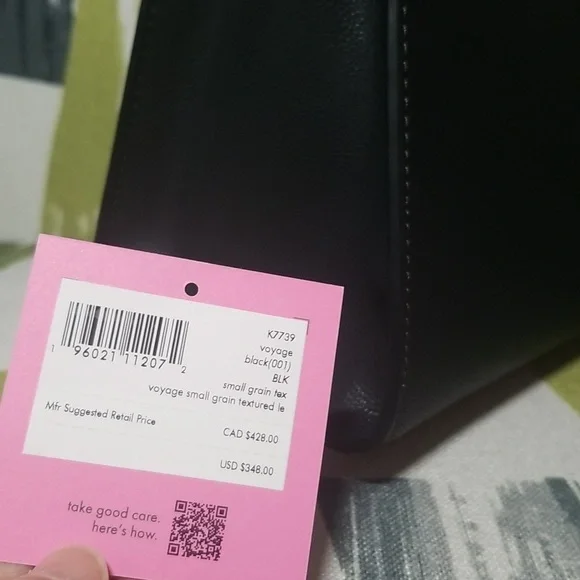 K7739
voyage
black(001)
BLK
small grain tex
voyage small grain textured le
1 96021 11207 2
Mfr Suggested Retail Price
CAD $428.00
USD $348.00
take good care.
here's how.